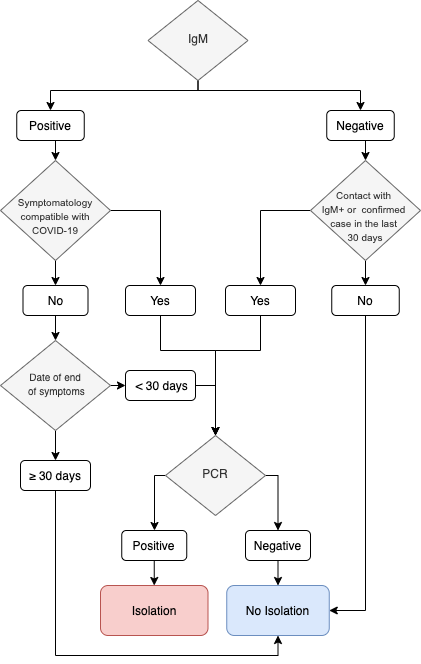 IgM
Positive
Negative
Symptomatology
compatible with
COVID-19
Contact with
IgM+ or confirmed
case in the last
30 days
No
Yes
Yes
No
Date of end
of symptoms
< 30 days
≥ 30 days
PCR
Positive
Negative
Isolation
No Isolation